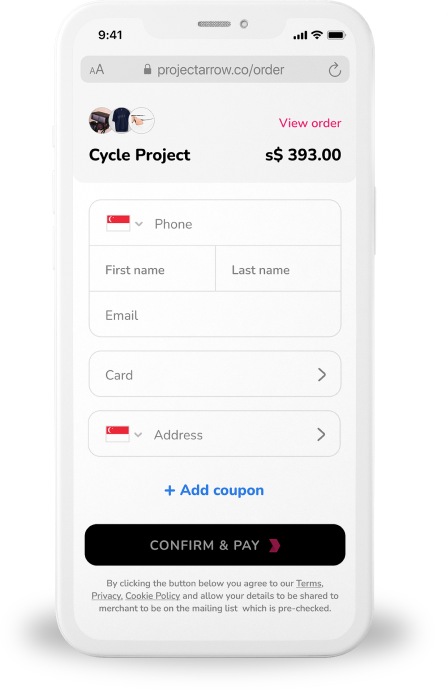 9:41
AA projectarrow.co/order
View order
Cycle Project s$ 393.00
Phone
First name Last name
Email
Card
Address
+ Add coupon
CONFIRM & PAY
By clicking the button below you agree to our Terms,
Privacy, Cookie Policy and allow your details to be shared to
merchant to be on the mailing list which is pre-checked.